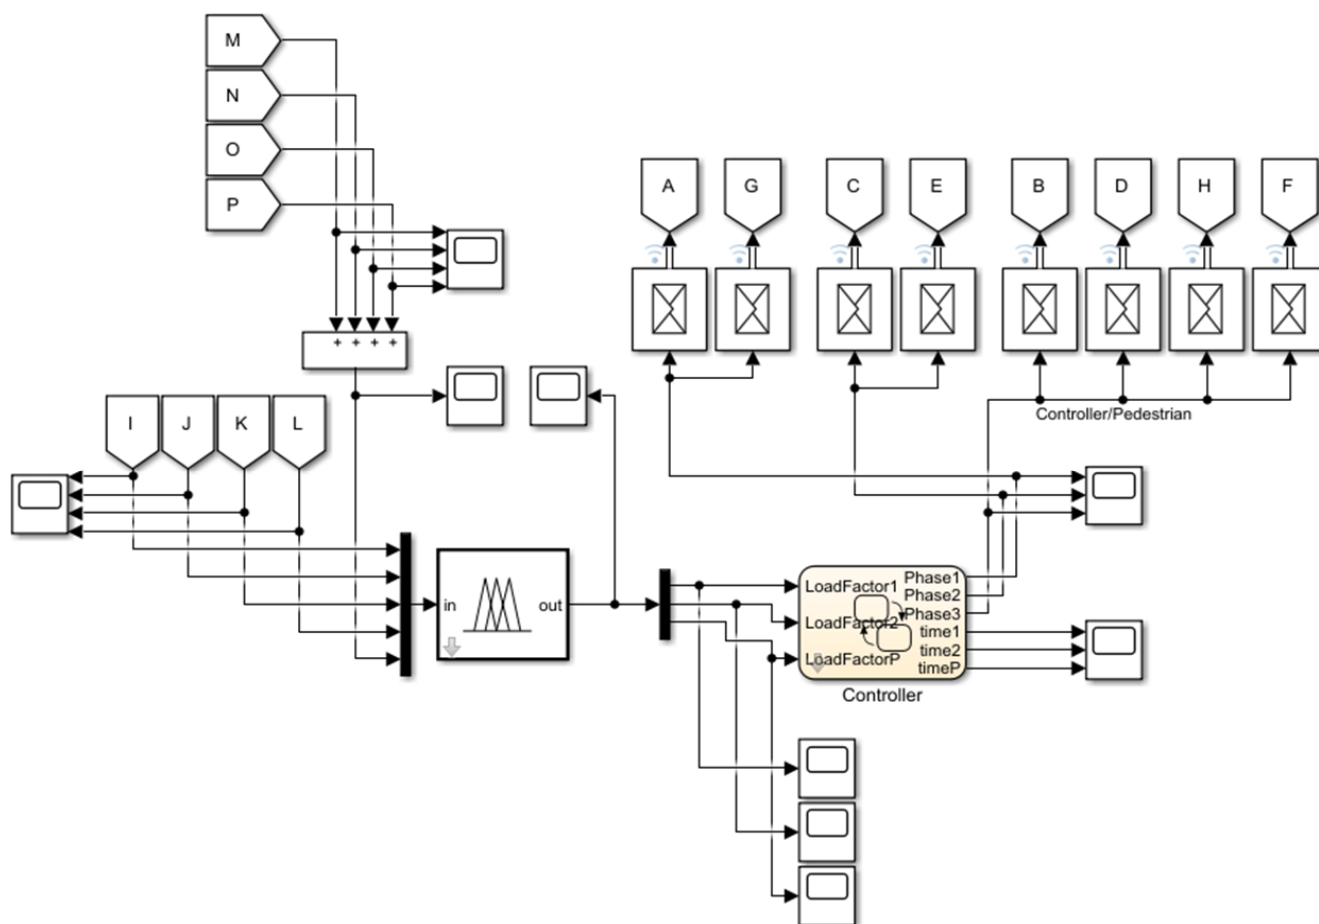 M
N
O
P
A G C E B D H F
+ + + +
I J K L
Controller/Pedestrian
in out
LoadFactor1 Phase1
Phase2
LoadFactor2 Phase3
time1
time2
LoadFactorP timeP
Controller